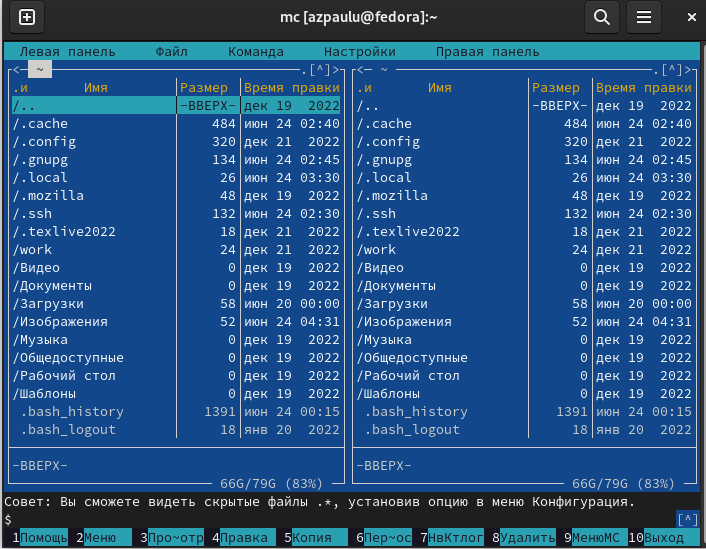 mc [azpaulu@fedora]:~
Левая панель Файл Команда Настройки Правая панель
<— ~ .[^]> <— ~ .[^]>
.и Имя Размер Время правки .и Имя Размер Время правки
/.. -ВВЕРХ- дек 19 2022 /.. -ВВЕРХ- дек 19 2022
/.cache 484 июн 24 02:40 /.cache 484 июн 24 02:40
/.config 320 дек 21 2022 /.config 320 дек 21 2022
/.gnupg 134 июн 24 02:45 /.gnupg 134 июн 24 02:45
/.local 26 июн 24 03:30 /.local 26 июн 24 03:30
/.mozilla 48 дек 19 2022 /.mozilla 48 дек 19 2022
/.ssh 132 июн 24 02:30 /.ssh 132 июн 24 02:30
/.texlive2022 18 дек 21 2022 /.texlive2022 18 дек 21 2022
/work 24 дек 21 2022 /work 24 дек 21 2022
/Видео 0 дек 19 2022 /Видео 0 дек 19 2022
/Документы 0 дек 19 2022 /Документы 0 дек 19 2022
/Загрузки 58 июн 20 00:00 /Загрузки 58 июн 20 00:00
/Изображения 52 июн 24 04:31 /Изображения 52 июн 24 04:31
/Музыка 0 дек 19 2022 /Музыка 0 дек 19 2022
/Общедоступные 0 дек 19 2022 /Общедоступные 0 дек 19 2022
/Рабочий стол 0 дек 19 2022 /Рабочий стол 0 дек 19 2022
/Шаблоны 0 дек 19 2022 /Шаблоны 0 дек 19 2022
.bash_history 1391 июн 24 00:15 .bash_history 1391 июн 24 00:15
.bash_logout 18 янв 20 2022 .bash_logout 18 янв 20 2022
-ВВЕРХ- -ВВЕРХ-
66G/79G (83%) 66G/79G (83%)
Совет: Вы сможете видеть скрытые файлы .*, установив опцию в меню Конфигурация.
$ [^]
1Помощь 2Меню 3Про~отр 4Правка 5Копия 6Пер~ос 7НвКтлог 8Удалить 9МенюMC 10Выход